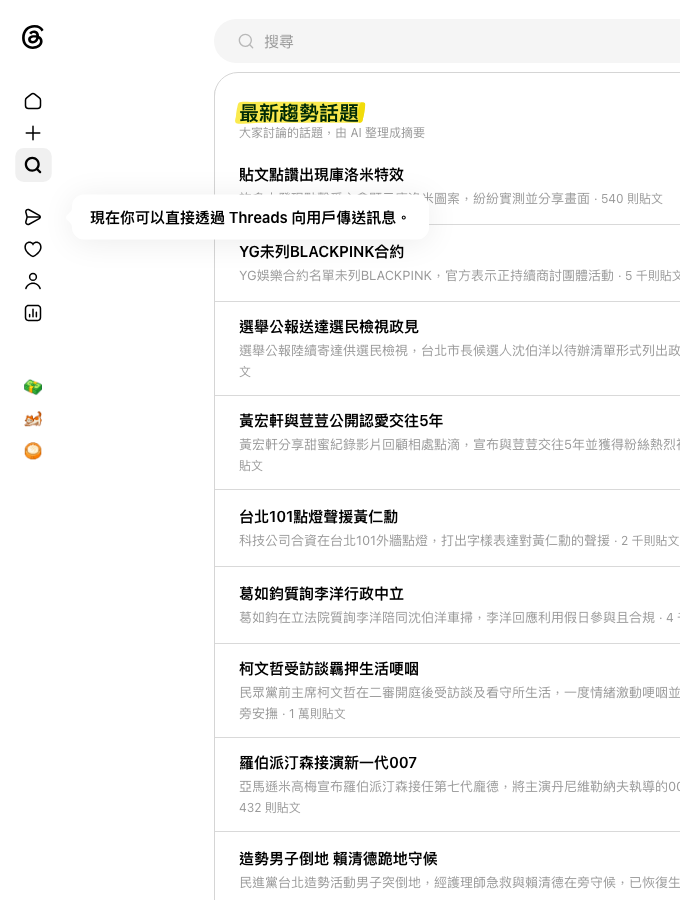 搜尋
最新趨勢話題
大家討論的話題，由 AI 整理成摘要
貼文點讚出現庫洛米特效
米圖案，紛紛實測並分享畫面 · 540 則貼文
現在你可以直接透過 Threads 向用戶傳送訊息。
YG未列BLACKPINK合約
YG娛樂合約名單未列BLACKPINK，官方表示正持續商討團體活動 · 5 千則貼文
選舉公報送達選民檢視政見
選舉公報陸續寄達供選民檢視，台北市長候選人沈伯洋以待辦清單形式列出政
文
黃宏軒與荳荳公開認愛交往5年
黃宏軒分享甜蜜紀錄影片回顧相處點滴，宣布與荳荳交往5年並獲得粉絲熱烈祝
貼文
台北101點燈聲援黃仁勳
科技公司合資在台北101外牆點燈，打出字樣表達對黃仁勳的聲援 · 2 千則貼文
葛如鈞質詢李洋行政中立
葛如鈞在立法院質詢李洋陪同沈伯洋車掃，李洋回應利用假日參與且合規 · 4 千
柯文哲受訪談羈押生活哽咽
民眾黨前主席柯文哲在二審開庭後受訪談及看守所生活，一度情緒激動哽咽並
旁安撫 · 1 萬則貼文
羅伯派汀森接演新一代007
亞馬遜米高梅宣布羅伯派汀森接任第七代龐德，將主演丹尼維勒納夫執導的00
432 則貼文
造勢男子倒地 賴清德跪地守候
民進黨台北造勢活動男子突倒地，經護理師急救與賴清德在旁守候，已恢復生